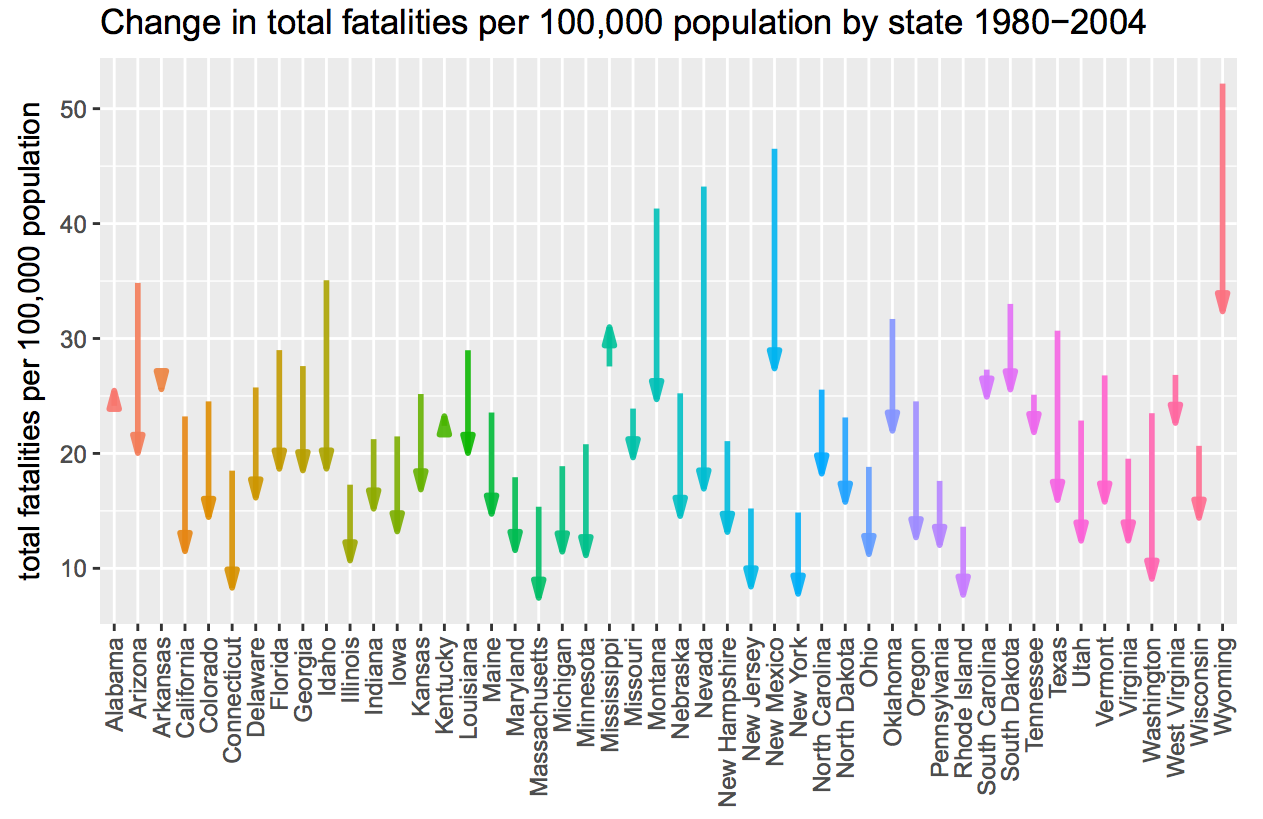 Change in total fatalities per 100,000 population by state 1980−2004
total fatalities per 100,000 population
50
40
30
20
10
Alabama
Arizona
Arkansas
California
Colorado
Connecticut
Delaware
Florida
Georgia
Idaho
Illinois
Indiana
Iowa
Kansas
Kentucky
Louisiana
Maine
Maryland
Massachusetts
Michigan
Minnesota
Mississippi
Missouri
Montana
Nebraska
Nevada
New Hampshire
New Jersey
New Mexico
New York
North Carolina
North Dakota
Ohio
Oklahoma
Oregon
Pennsylvania
Rhode Island
South Carolina
South Dakota
Tennessee
Texas
Utah
Vermont
Virginia
Washington
West Virginia
Wisconsin
Wyoming